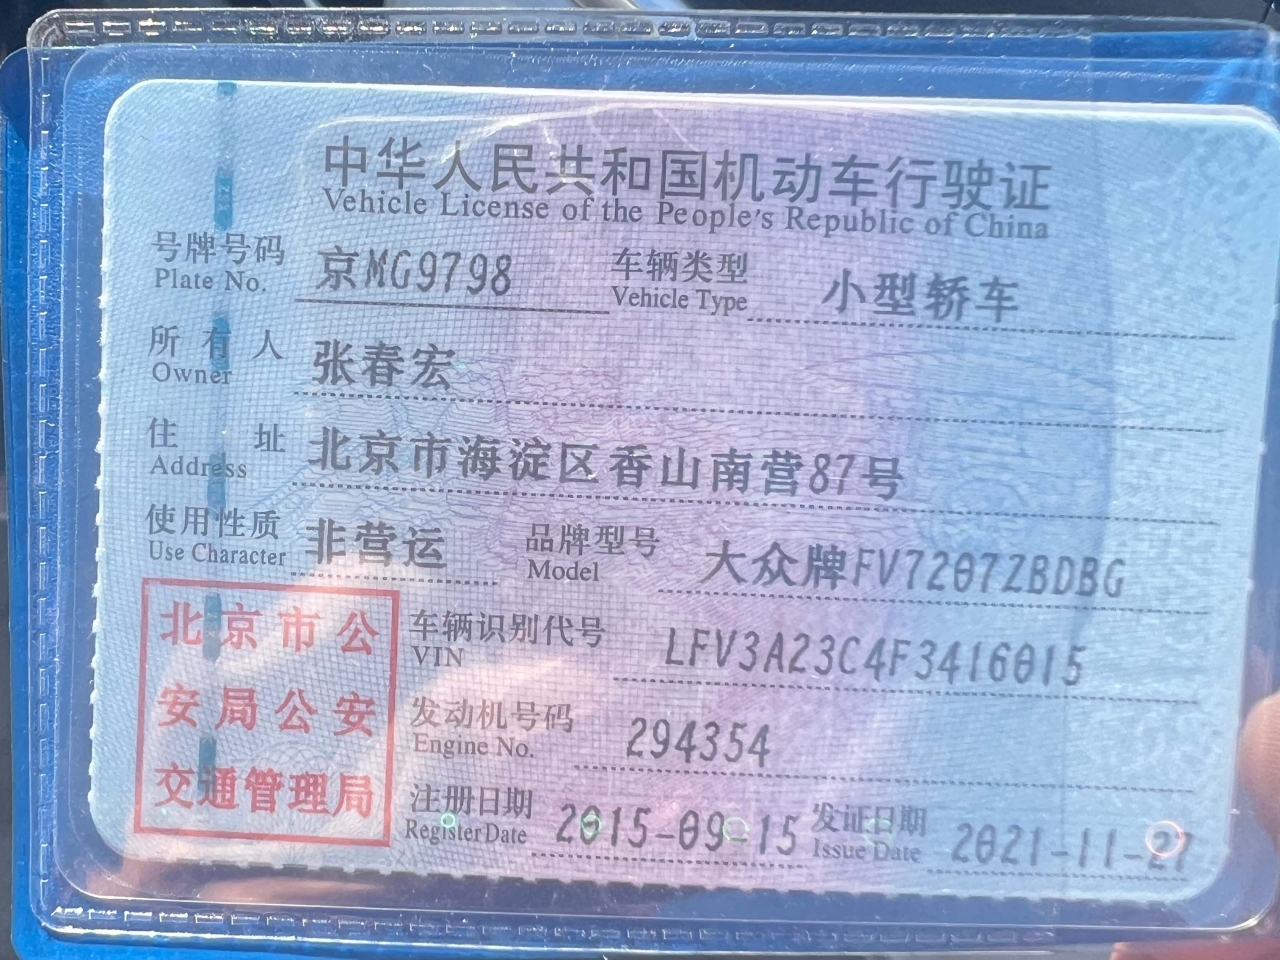 中华人民共和国机动车行驶证
Vehicle License of the People's Republic of China
号牌号码 京MG9798 车辆类型 小型轿车
Plate No. Vehicle Type
所有人 张春宏
Owner
住址 北京市海淀区香山南营87号
Address
使用性质 非营运 品牌型号 大众牌FV7207ZBDBG
Use Character Model
北京市公
安局公安
交通管理局
车辆识别代号 LFV3A23C4F3416015
VIN
发动机号码 294354
Engine No.
注册日期 2015-09-15 发证日期 2021-11-27
Register Date Issue Date